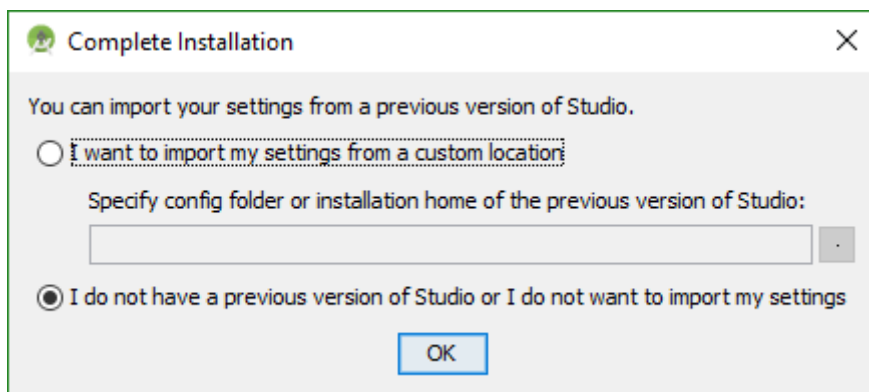 Complete Installation
You can import your settings from a previous version of Studio.
I want to import my settings from a custom location
Specify config folder or installation home of the previous version of Studio:
.
I do not have a previous version of Studio or I do not want to import my settings
OK